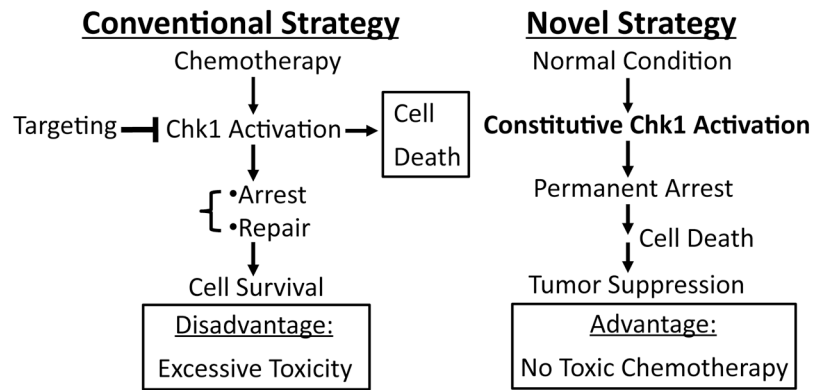 Conventional Strategy
Chemotherapy
Targeting
Chk1 Activation
Cell
Death
•Arrest
•Repair
Cell Survival
Disadvantage:
Excessive Toxicity
Novel Strategy
Normal Condition
Constitutive Chk1 Activation
Permanent Arrest
Cell Death
Tumor Suppression
Advantage:
No Toxic Chemotherapy